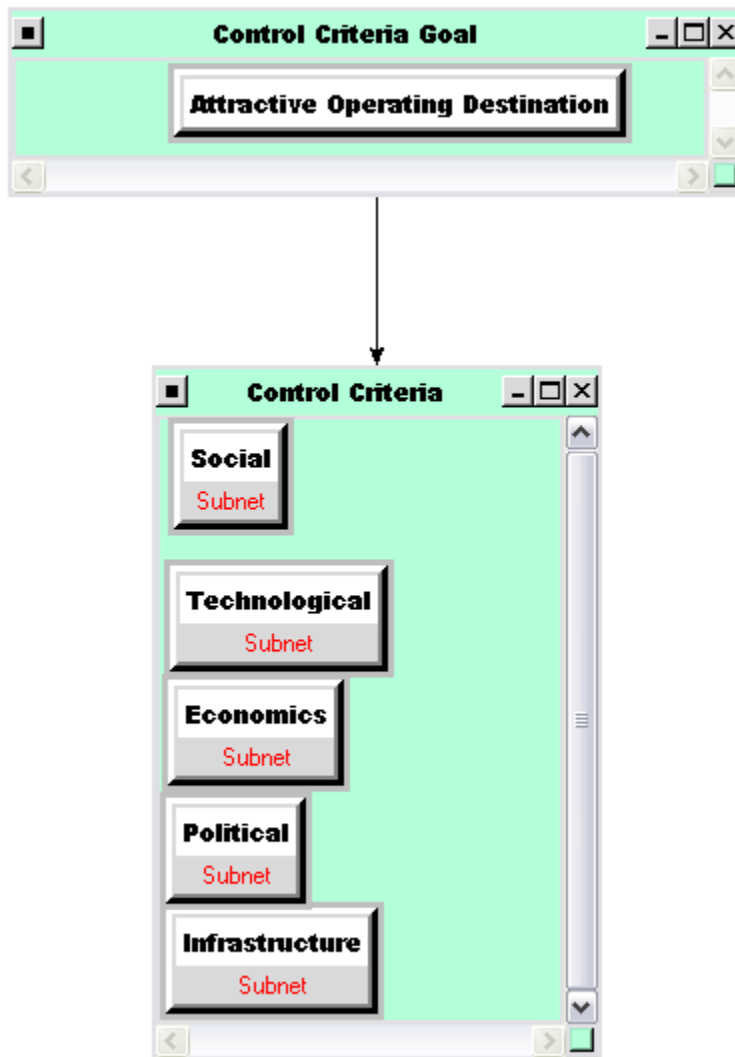 Control Criteria Goal
Attractive Operating Destination
Control Criteria
Social
Subnet
Technological
Subnet
Economics
Subnet
Political
Subnet
Infrastructure
Subnet